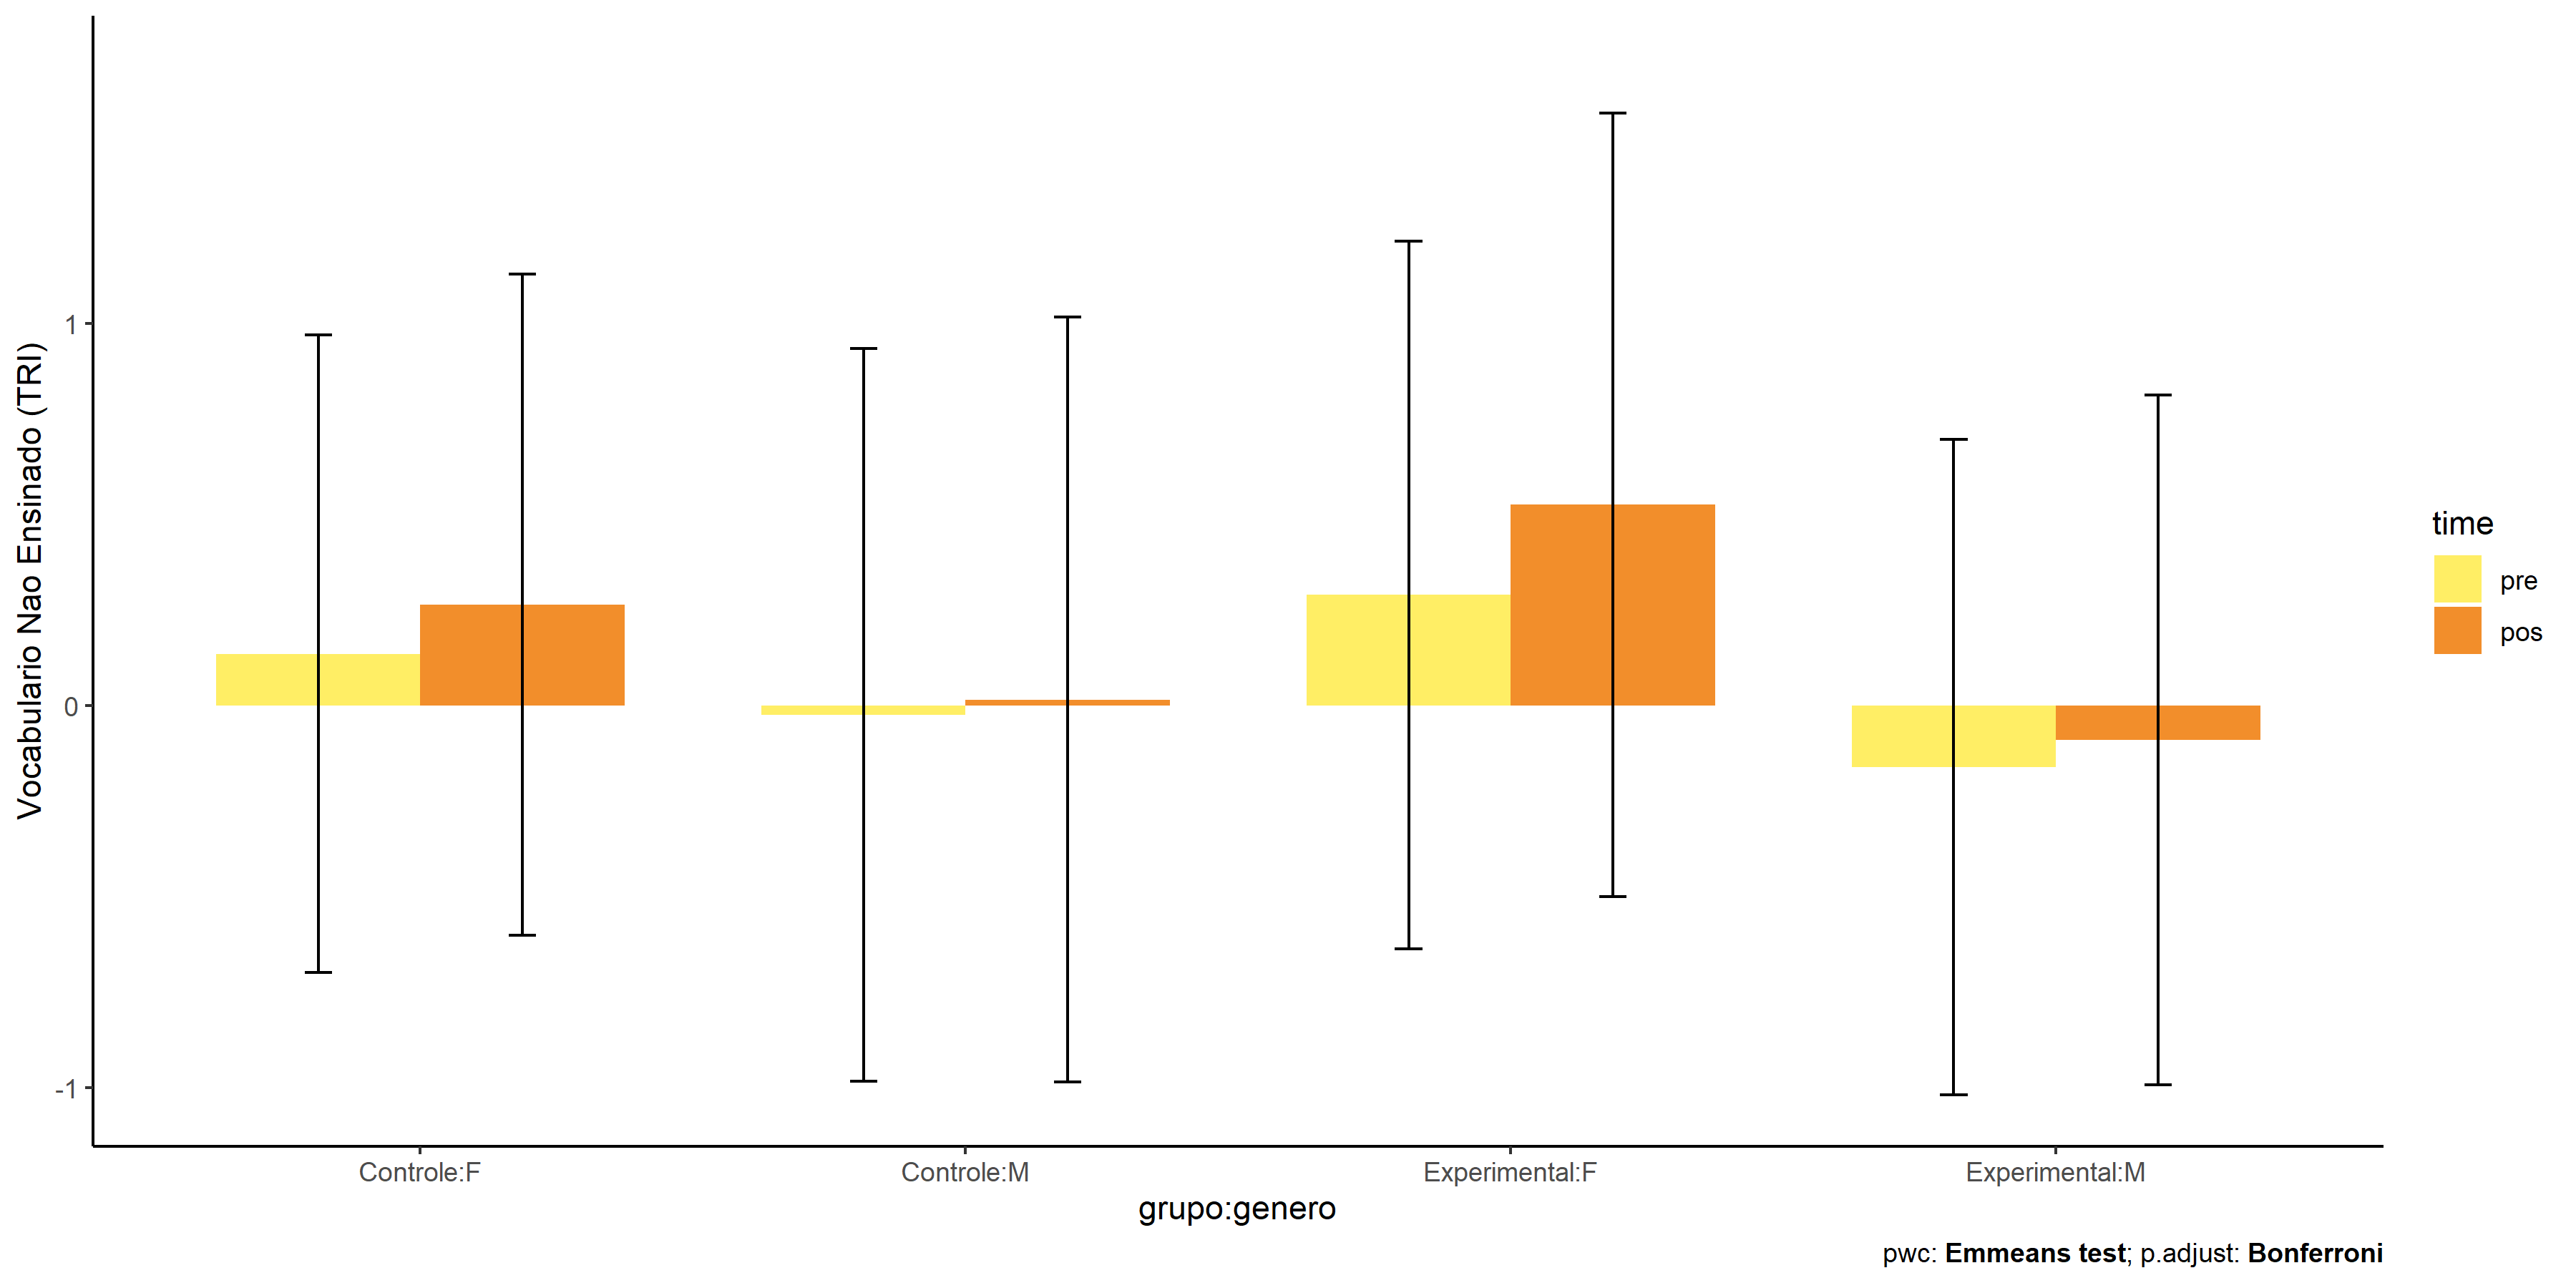 Vocabulario Nao Ensinado (TRI)
1
0
-1
Controle:F
Controle:M
Experimental:F
Experimental:M
grupo:genero
time
pre
pos
pwc: Emmeans test; p.adjust: Bonferroni